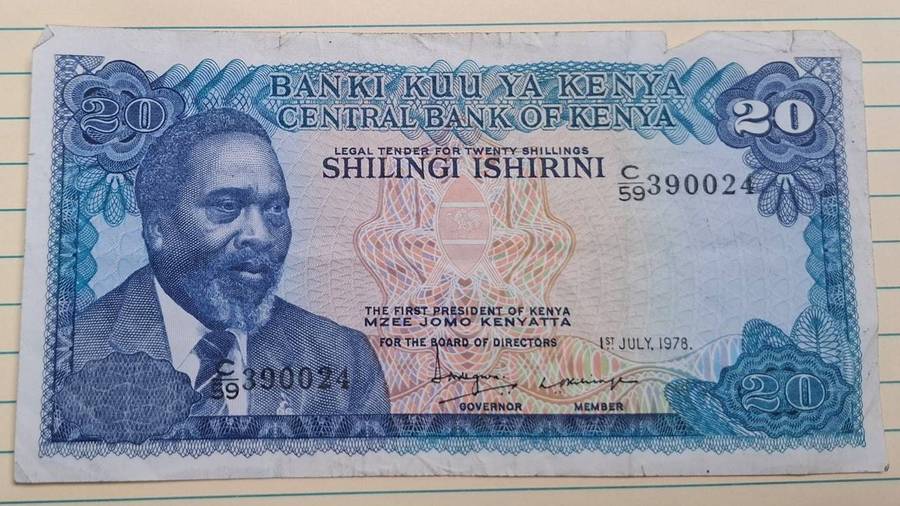 BANKI KUU YA KENYA
CENTRAL BANK OF KENYA
20
20
LEGAL TENDER FOR TWENTY SHILLINGS
SHILINGI ISHIRINI
C/59 390024
THE FIRST PRESIDENT OF KENYA
MZEE JOMO KENYATTA
FOR THE BOARD OF DIRECTORS
1ST JULY, 1978.
C/59 390024
GOVERNOR
MEMBER
20